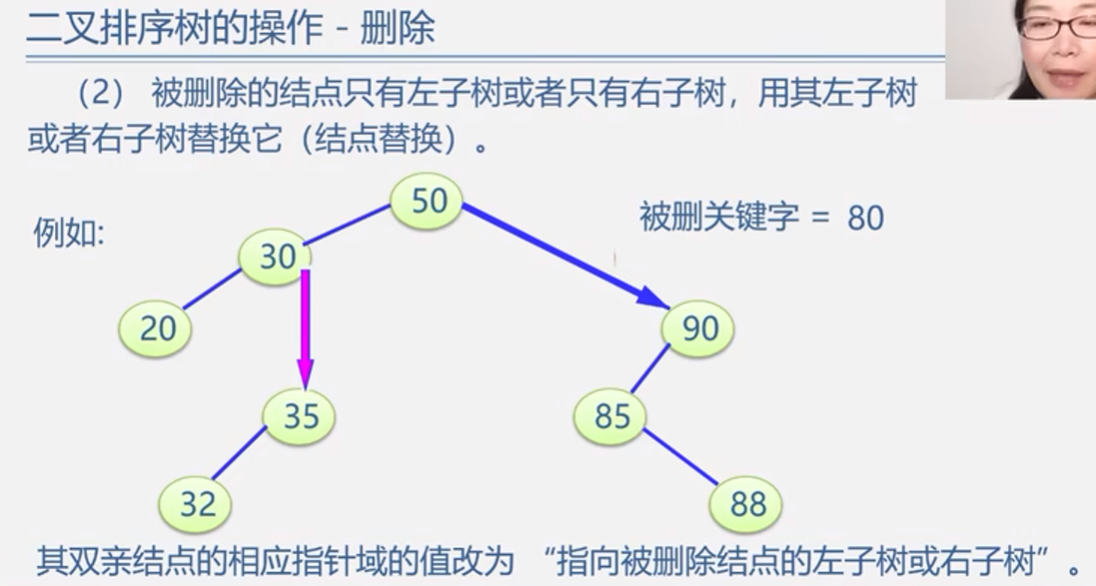 二叉排序树的操作 - 删除
（2） 被删除的结点只有左子树或者只有右子树，用其左子树
或者右子树替换它（结点替换）。
例如:
被删关键字 = 80
50
30
20
90
35
85
32
88
其双亲结点的相应指针域的值改为 “指向被删除结点的左子树或右子树”。